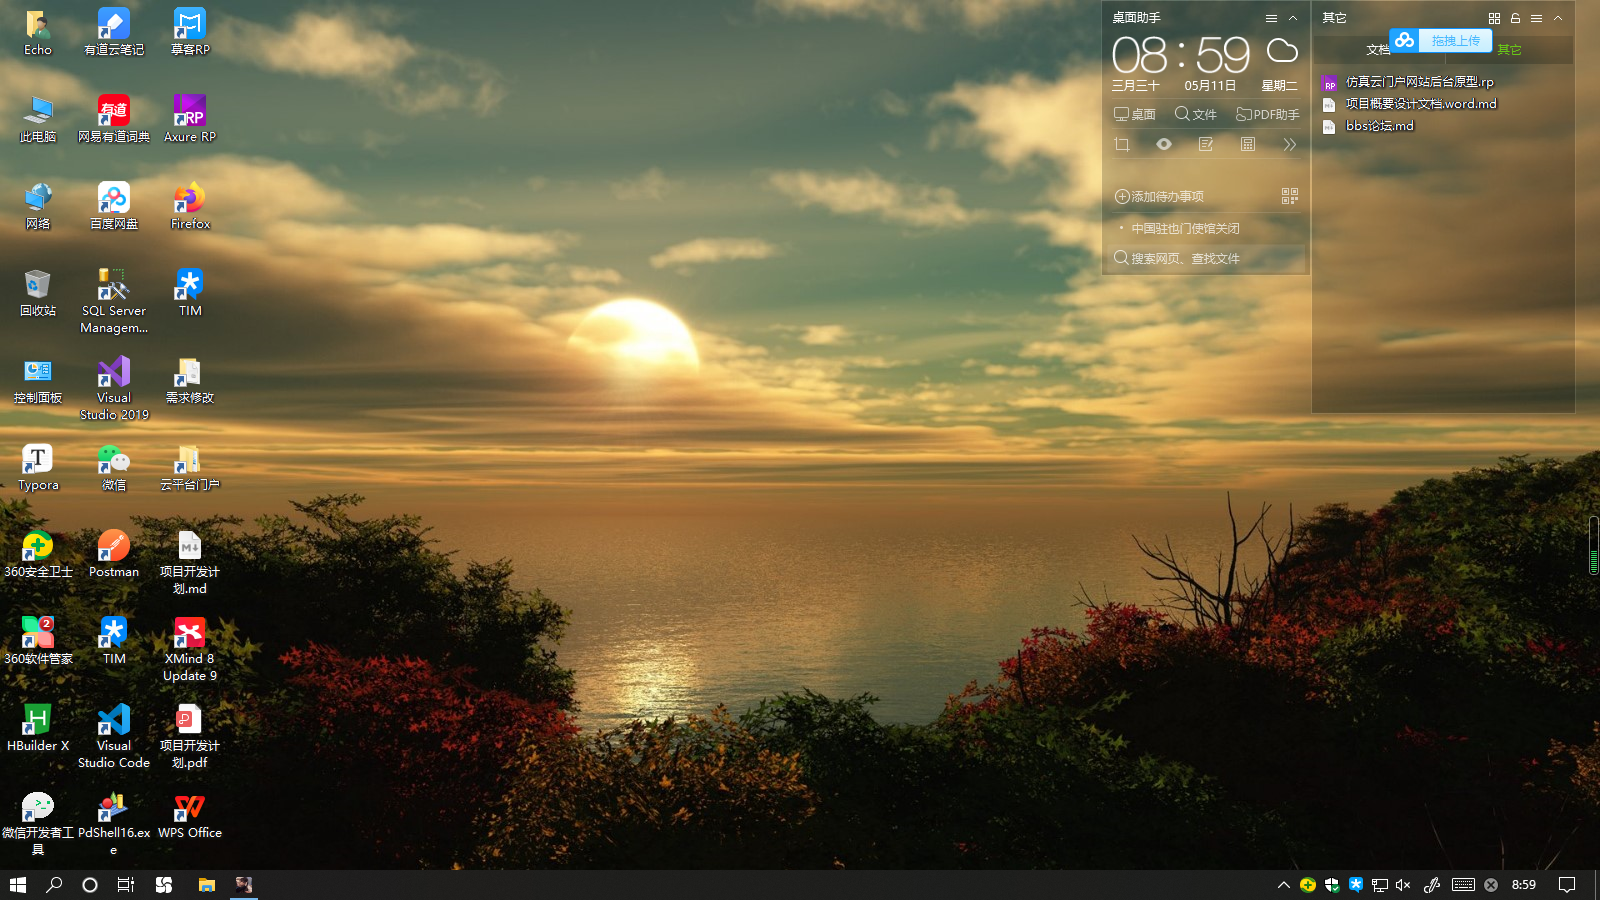 Echo
有道云笔记
摹客RP
此电脑
网易有道词典
Axure RP
网络
百度网盘
Firefox
回收站
SQL Server
Managem...
TIM
控制面板
Visual
Studio 2019
需求修改
Typora
微信
云平台门户
360安全卫士
Postman
项目开发计
划.md
360软件管家
TIM
XMind 8
Update 9
HBuilder X
Visual
Studio Code
项目开发计
划.pdf
微信开发者工
具
PdShell16.ex
e
WPS Office
桌面助手
08:59
三月三十 05月11日 星期二
桌面 文件 PDF助手
添加待办事项
· 中国驻也门使馆关闭
搜索网页、查找文件
其它
文档 拖拽上传 其它
仿真云门户网站后台原型.rp
项目概要设计文档.word.md
bbs论坛.md
8:59